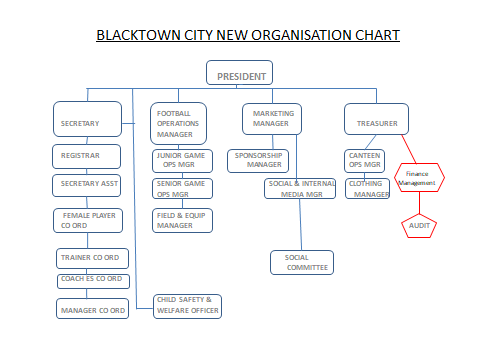 BLACKTOWN CITY NEW ORGANISATION CHART
PRESIDENT
SECRETARY
FOOTBALL
OPERATIONS
MANAGER
MARKETING
MANAGER
TREASURER
REGISTRAR
JUNIOR GAME
OPS MGR
SPONSORSHIP
MANAGER
CANTEEN
OPS MGR
Finance
Management
SECRETARY ASST
SENIOR GAME
OPS MGR
SOCIAL & INTERNAL
MEDIA MGR
CLOTHING
MANAGER
FEMALE PLAYER
CO ORD
FIELD & EQUIP
MANAGER
AUDIT
TRAINER CO ORD
SOCIAL
COMMITTEE
COACH ES CO ORD
MANAGER CO ORD
CHILD SAFETY &
WELFARE OFFICER